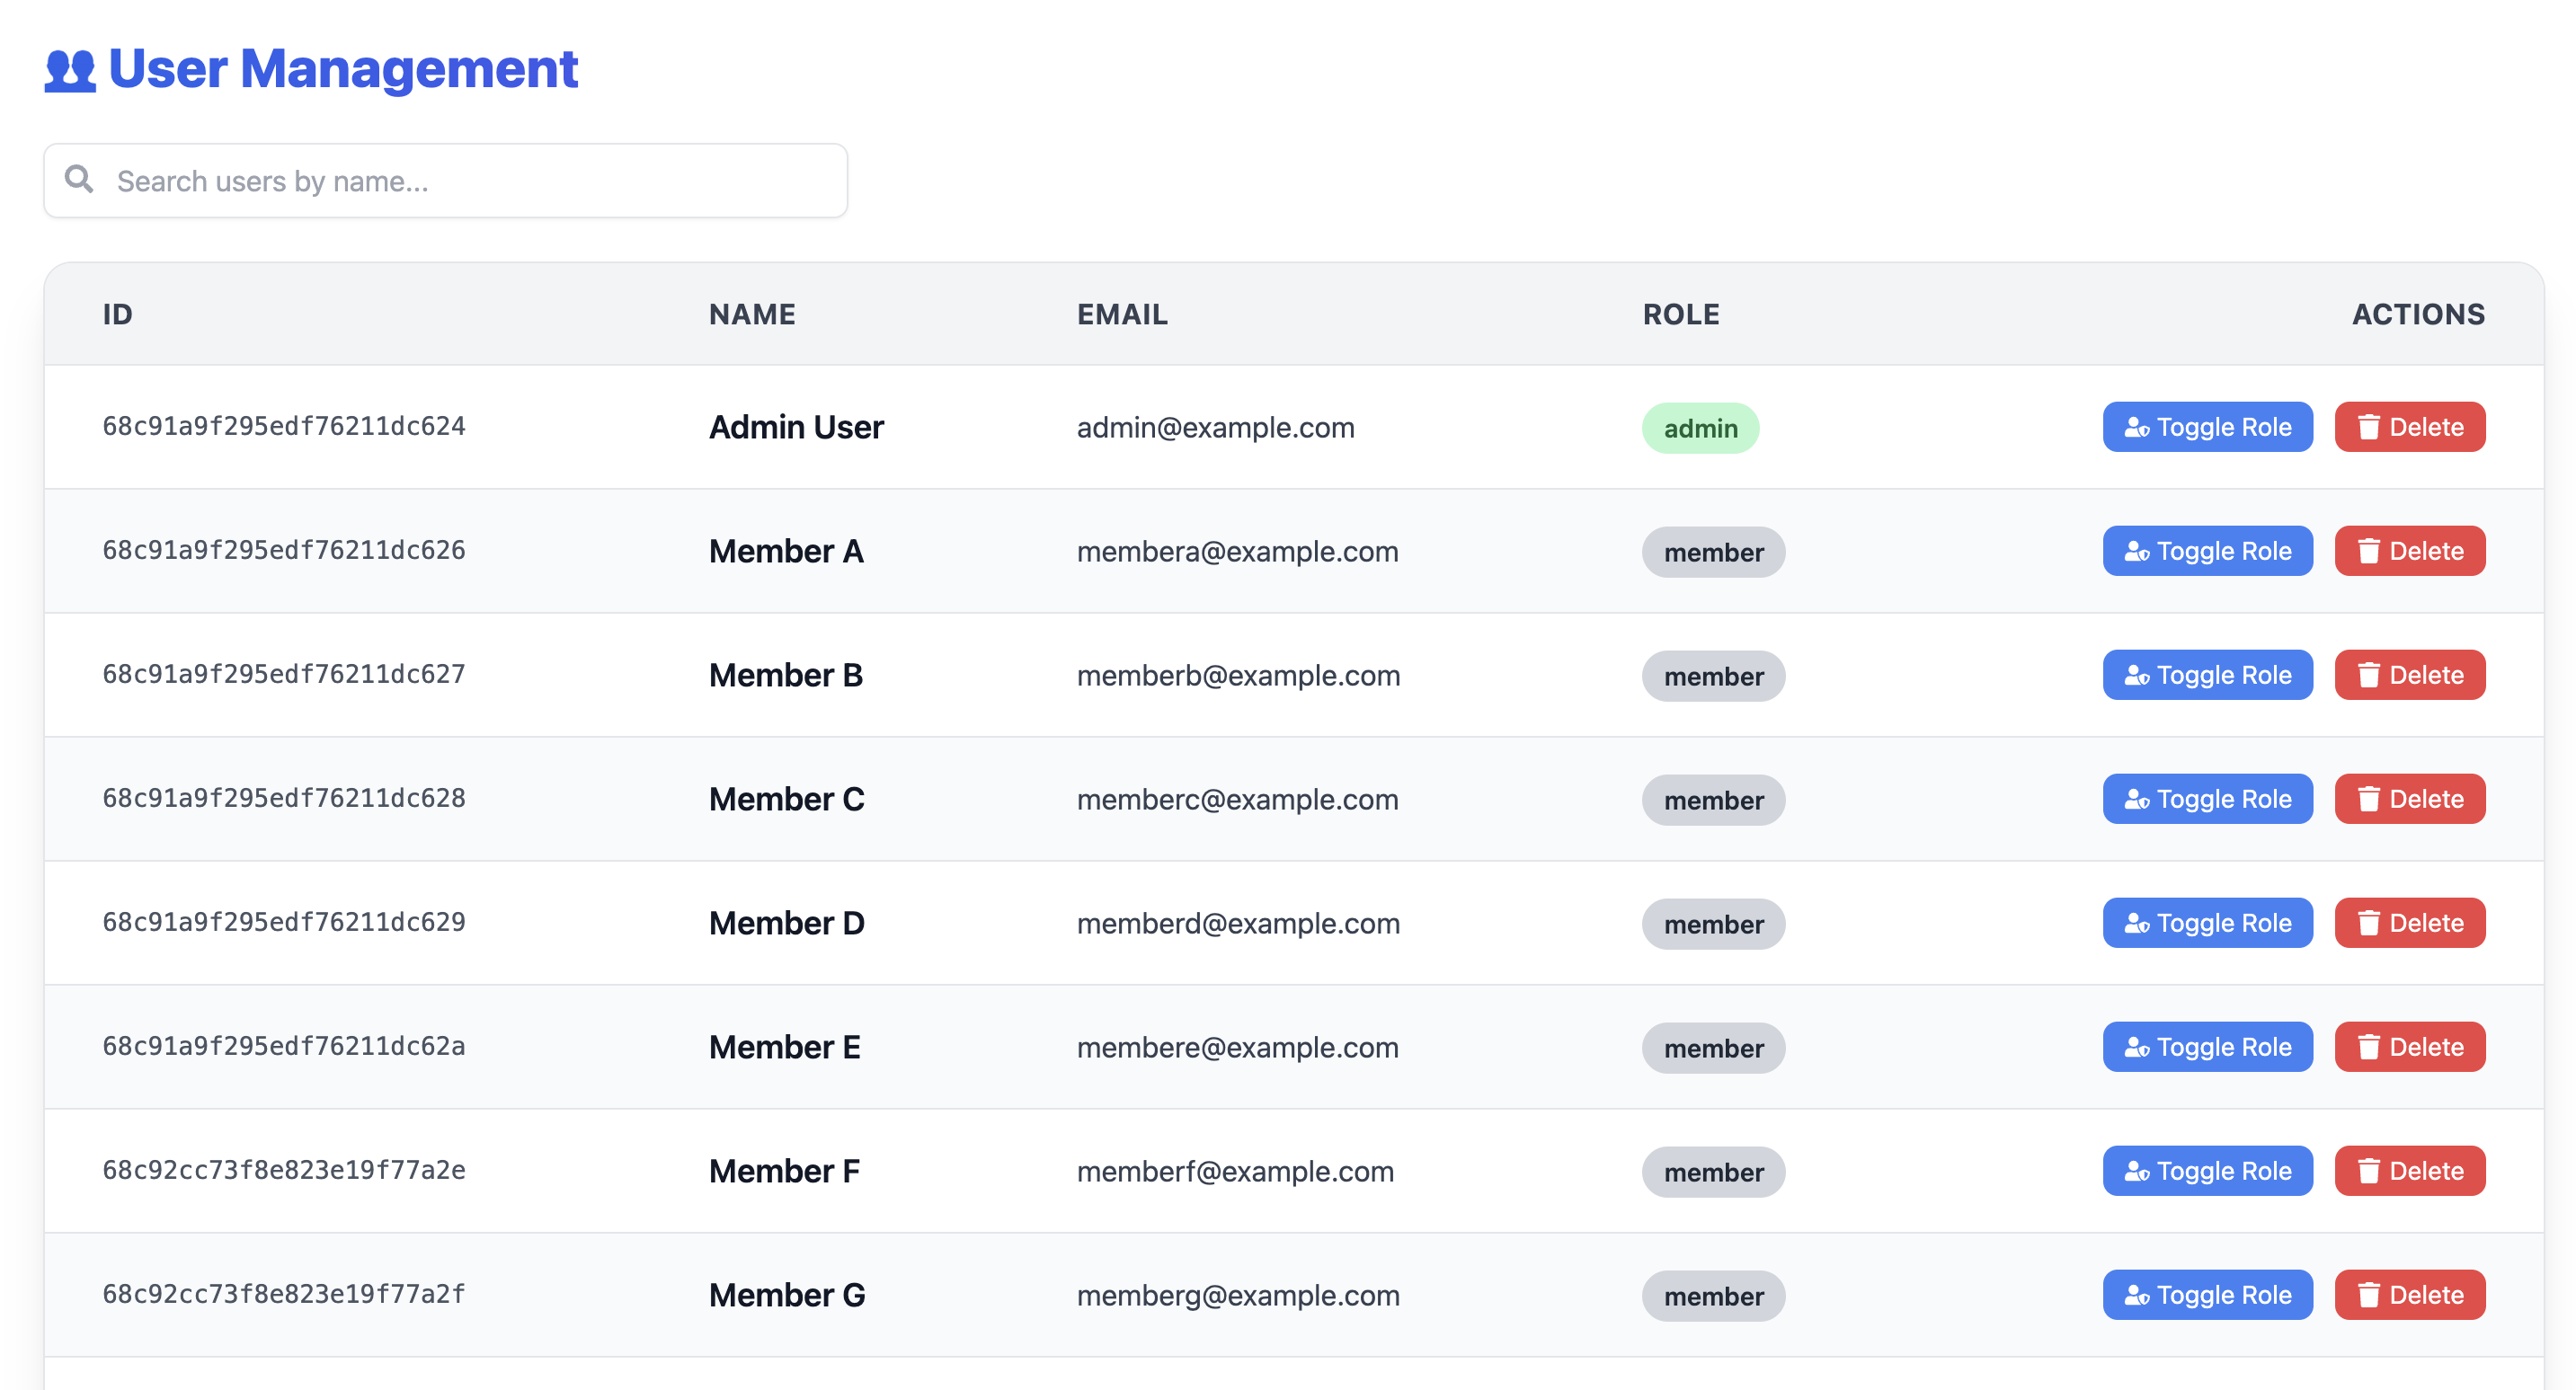 User Management
Search users by name...
ID NAME EMAIL ROLE ACTIONS
68c91a9f295edf76211dc624 Admin User admin@example.com admin Toggle Role Delete
68c91a9f295edf76211dc626 Member A membera@example.com member Toggle Role Delete
68c91a9f295edf76211dc627 Member B memberb@example.com member Toggle Role Delete
68c91a9f295edf76211dc628 Member C memberc@example.com member Toggle Role Delete
68c91a9f295edf76211dc629 Member D memberd@example.com member Toggle Role Delete
68c91a9f295edf76211dc62a Member E membere@example.com member Toggle Role Delete
68c92cc73f8e823e19f77a2e Member F memberf@example.com member Toggle Role Delete
68c92cc73f8e823e19f77a2f Member G memberg@example.com member Toggle Role Delete